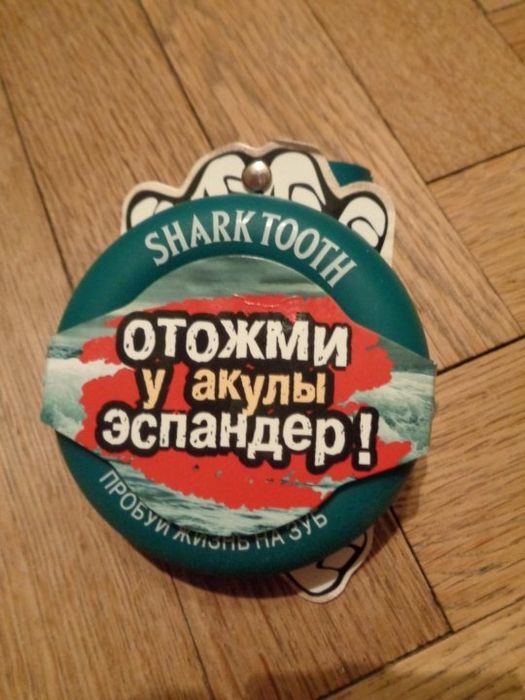 SHARK TOOTH
ОТОЖМИ
у акулы
эспандер!
ПРОБУЙ ЖИЗНЬ НА ЗУБ